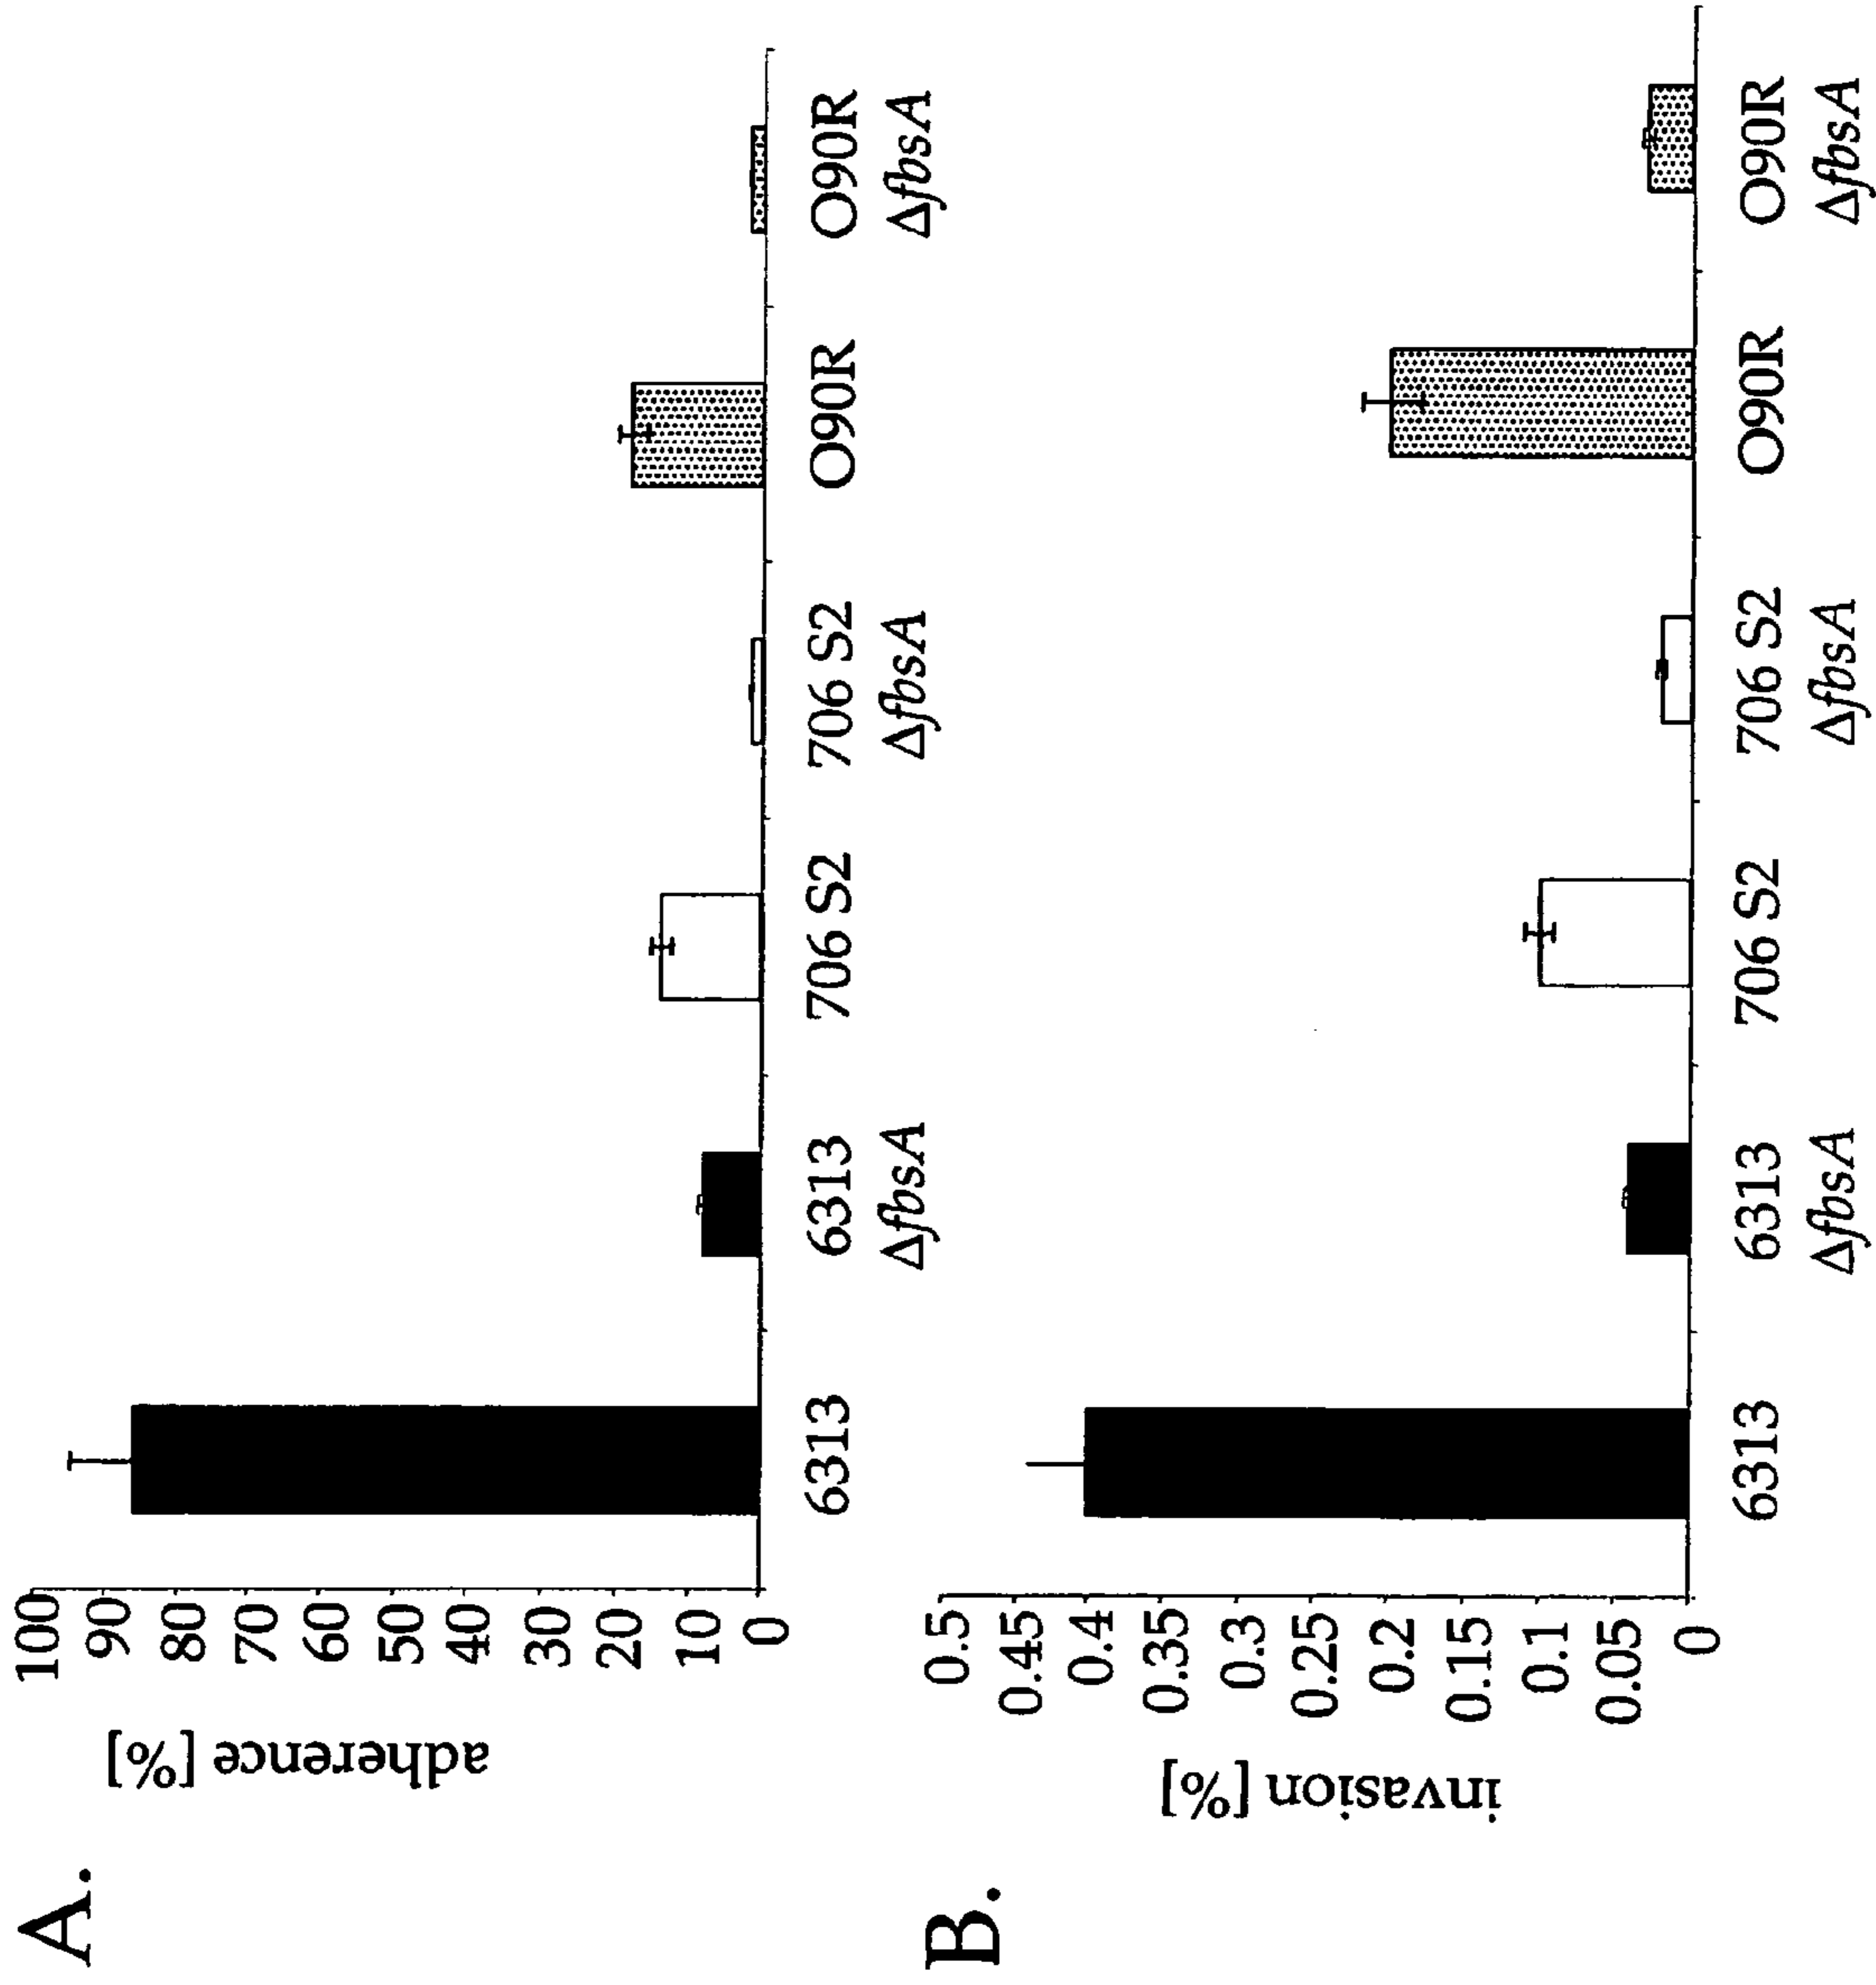 A.
adherence [%]
100
90
80
70
60
50
40
30
20
10
0
6313
6313
ΔfbsA
706 S2
706 S2
ΔfbsA
O90R
O90R
ΔfbsA
B.
invasion [%]
0.5
0.45
0.4
0.35
0.3
0.25
0.2
0.15
0.1
0.05
0
6313
6313
ΔfbsA
706 S2
706 S2
ΔfbsA
O90R
O90R
ΔfbsA